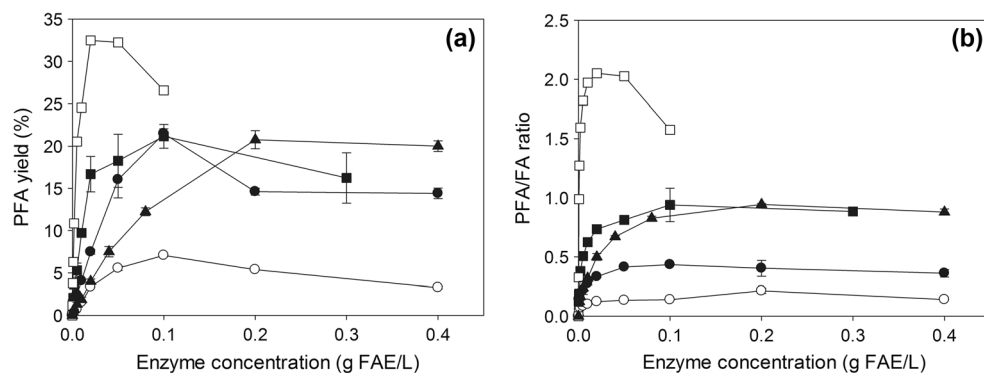 (a)
PFA yield (%)
35
30
25
20
15
10
5
0
0.0 0.1 0.2 0.3 0.4
Enzyme concentration (g FAE/L)
(b)
PFA/FA ratio
2.5
2.0
1.5
1.0
0.5
0.0
0.0 0.1 0.2 0.3 0.4
Enzyme concentration (g FAE/L)